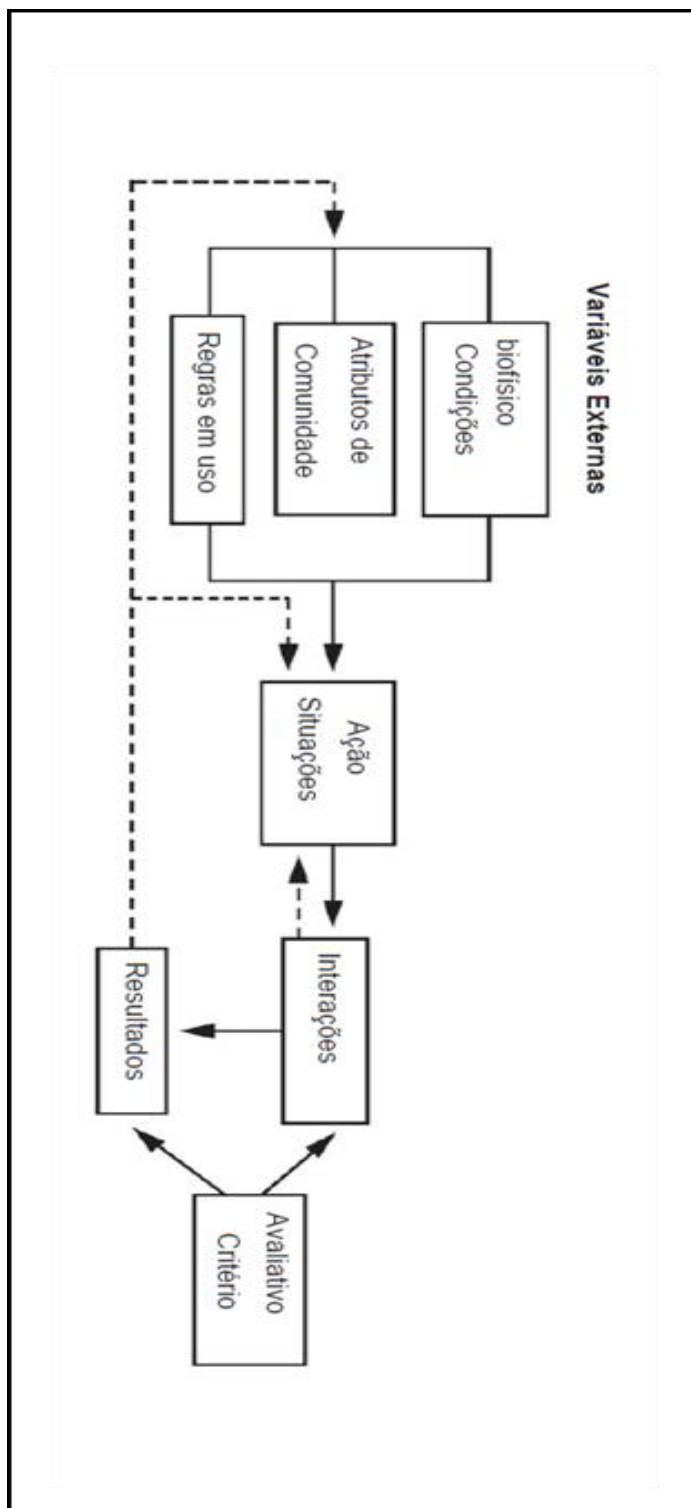 Variáveis Externas
biofísico
Condições
Atributos de
Comunidade
Regras em uso
Ação
Situações
Interações
Resultados
Avaliativo
Critério